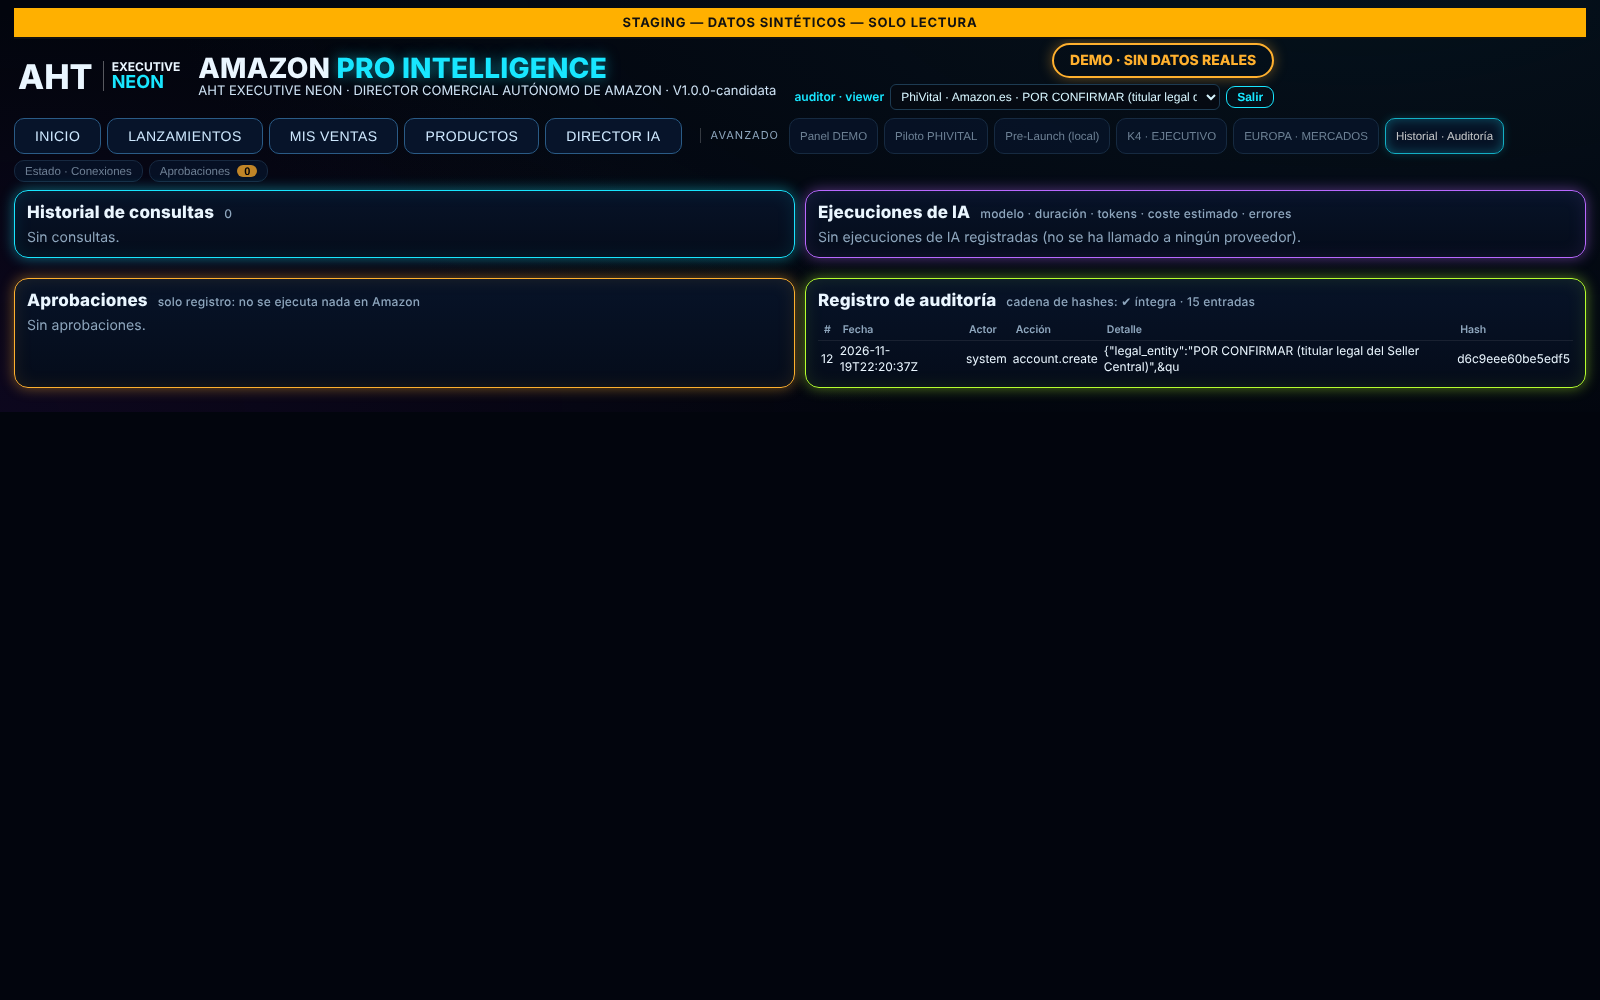 STAGING — DATOS SINTÉTICOS — SOLO LECTURA
AHT EXECUTIVE NEON
AMAZON PRO INTELLIGENCE
AHT EXECUTIVE NEON · DIRECTOR COMERCIAL AUTÓNOMO DE AMAZON · V1.0.0-candidata
DEMO · SIN DATOS REALES
auditor · viewer PhiVital · Amazon.es · POR CONFIRMAR (titular legal Salir
INICIO LANZAMIENTOS MIS VENTAS PRODUCTOS DIRECTOR IA AVANZADO Panel DEMO Piloto PHIVITAL Pre-Launch (local) K4 · EJECUTIVO EUROPA · MERCADOS Historial · Auditoría
Estado · Conexiones Aprobaciones 0
Historial de consultas 0
Sin consultas.
Ejecuciones de IA modelo · duración · tokens · coste estimado · errores
Sin ejecuciones de IA registradas (no se ha llamado a ningún proveedor).
Aprobaciones solo registro: no se ejecuta nada en Amazon
Sin aprobaciones.
Registro de auditoría cadena de hashes: ✔ íntegra · 15 entradas
# Fecha Actor Acción Detalle Hash
12 2026-11-19T22:20:37Z system account.create {"legal_entity":"POR CONFIRMAR (titular legal del Seller Central)",&qu d6c9eee60be5edf5